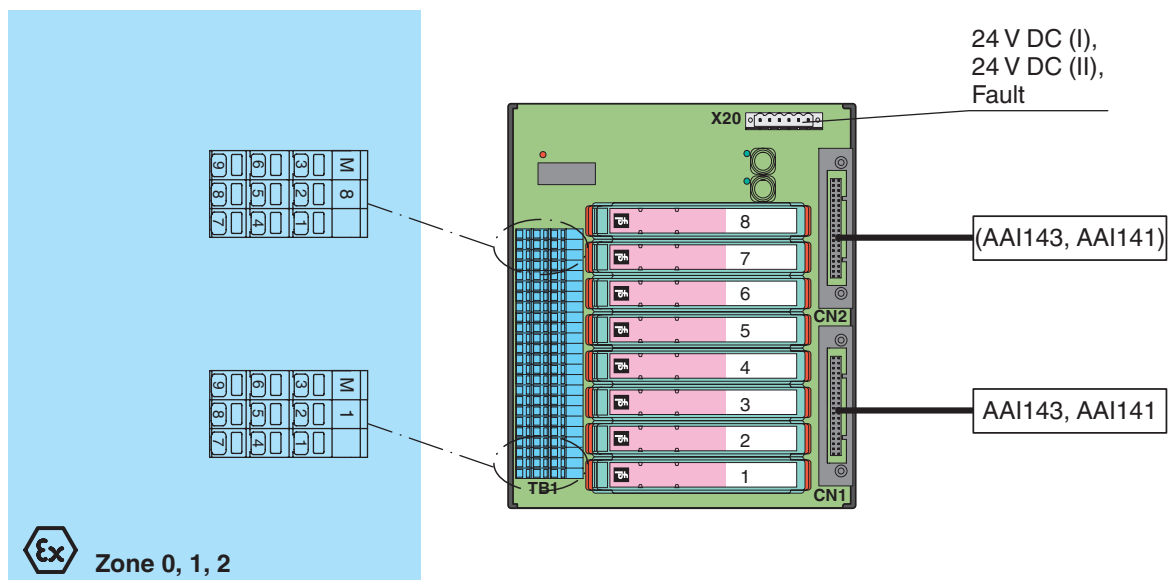 24 V DC (I),
24 V DC (II),
Fault
X20
9 6 3 M
8 5 2 8
7 4 1
8
7
6
5
4
3
2
1
(AAI143, AAI141)
CN2
9 6 3 M
8 5 2 1
7 4 1
AAI143, AAI141
TB1
CN1
Ex Zone 0, 1, 2